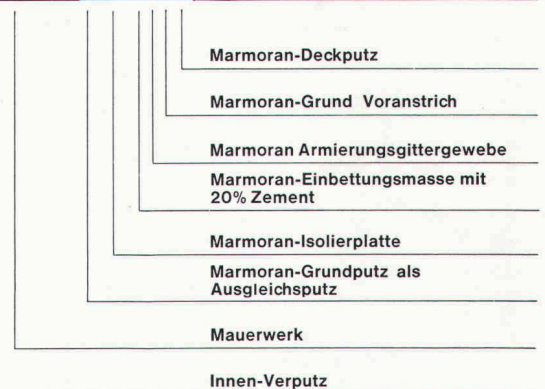 Marmoran-Deckputz
Marmoran-Grund Voranstrich
Marmoran Armierungsgittergewebe
Marmoran-Einbettungsmasse mit
20% Zement
Marmoran-Isolierplatte
Marmoran-Grundputz als
Ausgleichsputz
Mauerwerk
Innen-Verputz